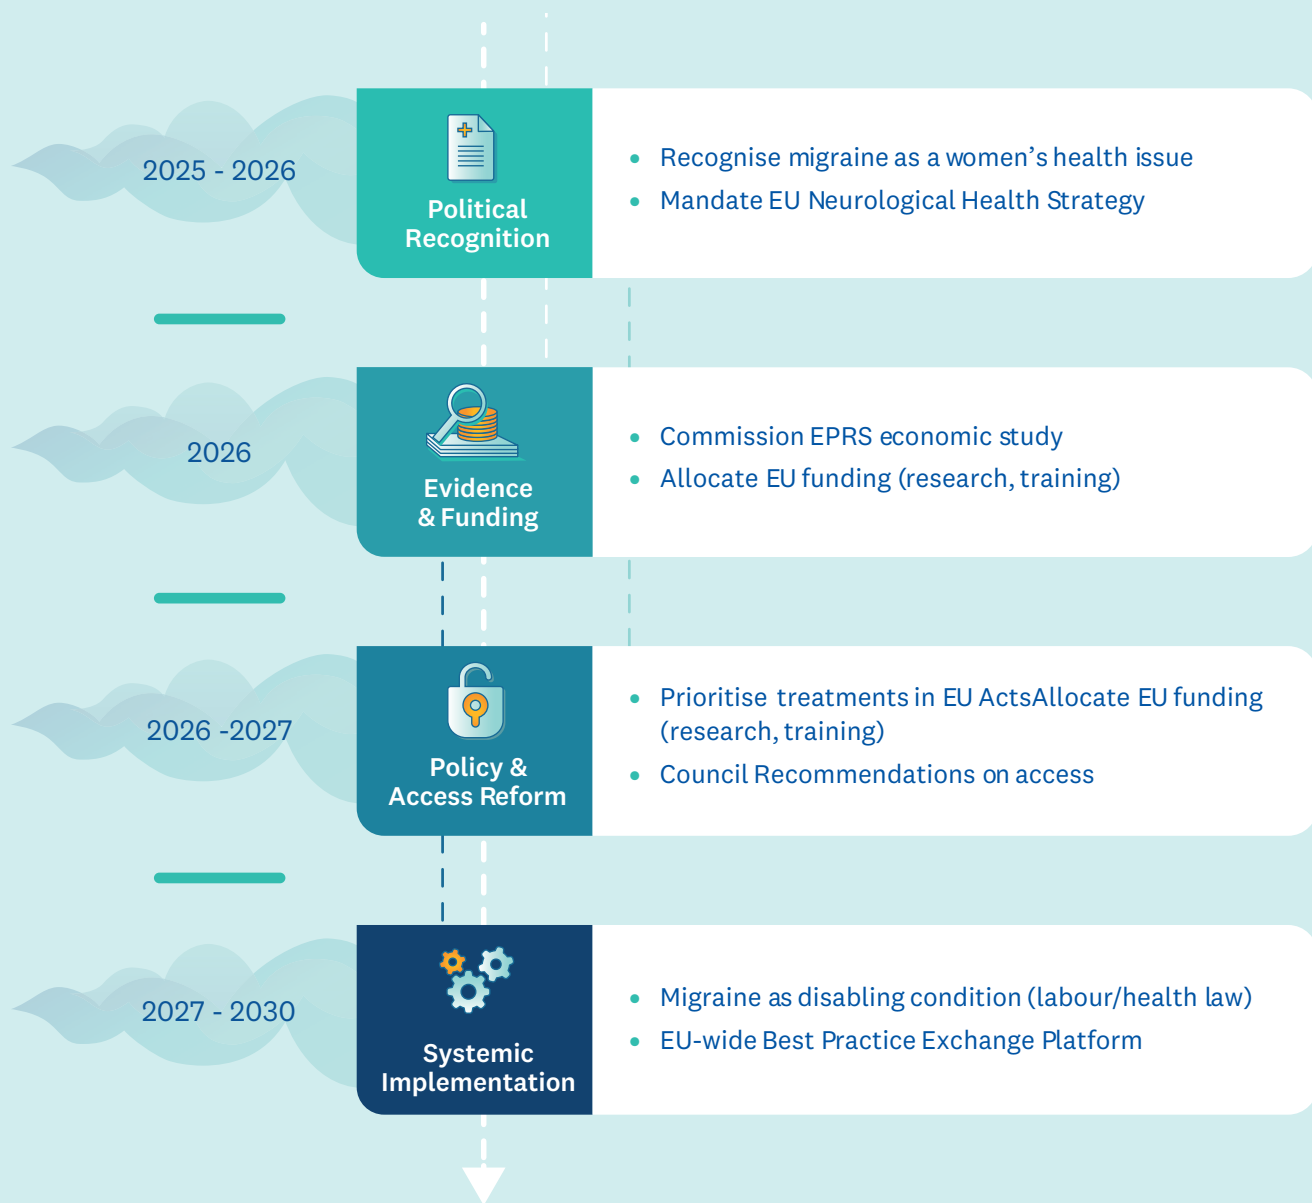 2025 - 2026
Political
Recognition
• Recognise migraine as a women’s health issue
• Mandate EU Neurological Health Strategy
2026
Evidence
& Funding
• Commission EPRS economic study
• Allocate EU funding (research, training)
2026 -2027
Policy &
Access Reform
• Prioritise treatments in EU ActsAllocate EU funding
(research, training)
• Council Recommendations on access
2027 - 2030
Systemic
Implementation
• Migraine as disabling condition (labour/health law)
• EU-wide Best Practice Exchange Platform